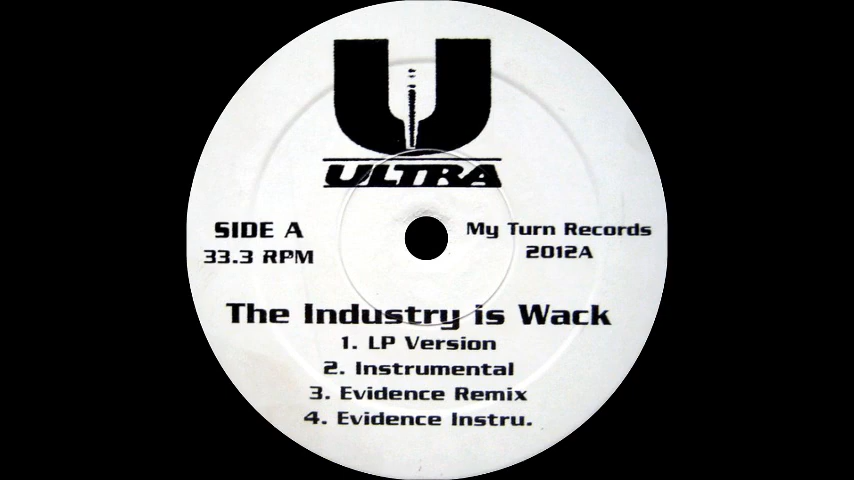 U
ULTRA
SIDE A
33.3 RPM
My Turn Records
2012A
The Industry is Wack
1. LP Version
2. Instrumental
3. Evidence Remix
4. Evidence Instru.